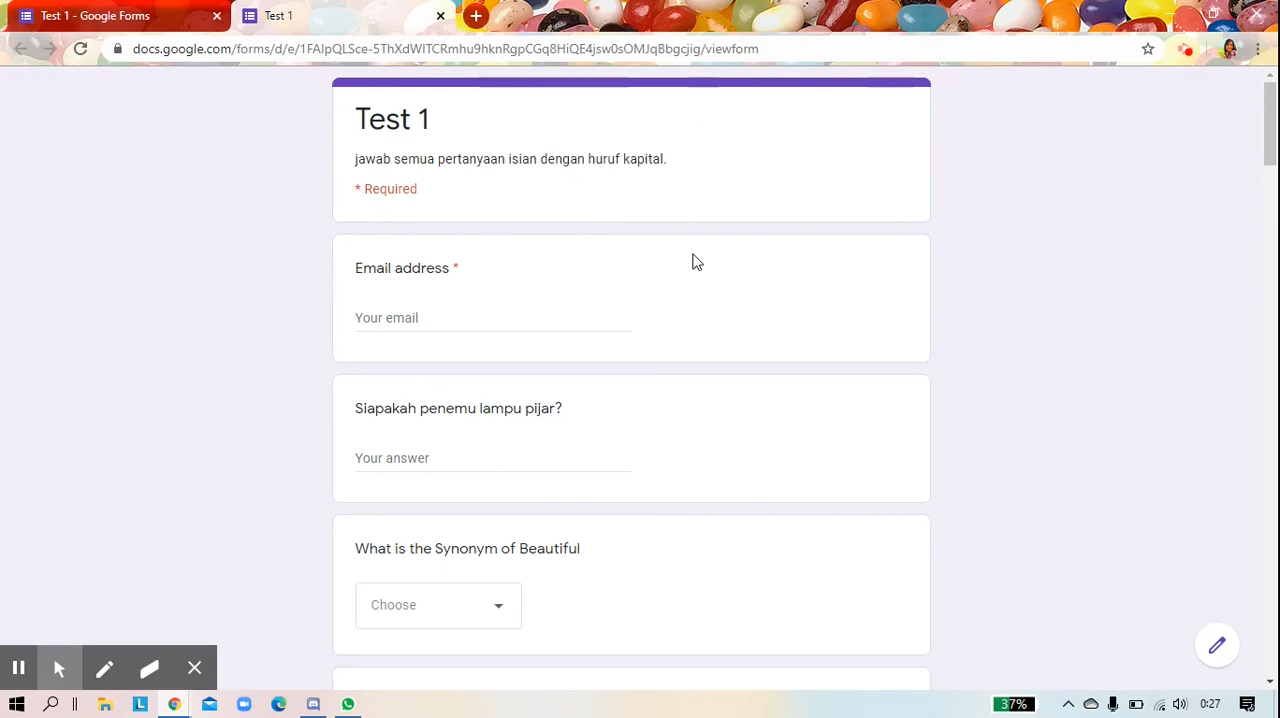 Test 1 - Google Forms
Test 1
docs.google.com/forms/d/e/1FAIpQLSce-5ThXdWITCRmhu9hknRgpCGq8HiQE4jsw0sOMJqBbgcjig/viewform
Test 1
jawab semua pertanyaan isian dengan huruf kapital.
* Required
Email address *
Your email
Siapakah penemu lampu pijar?
Your answer
What is the Synonym of Beautiful
Choose
37%
0:27